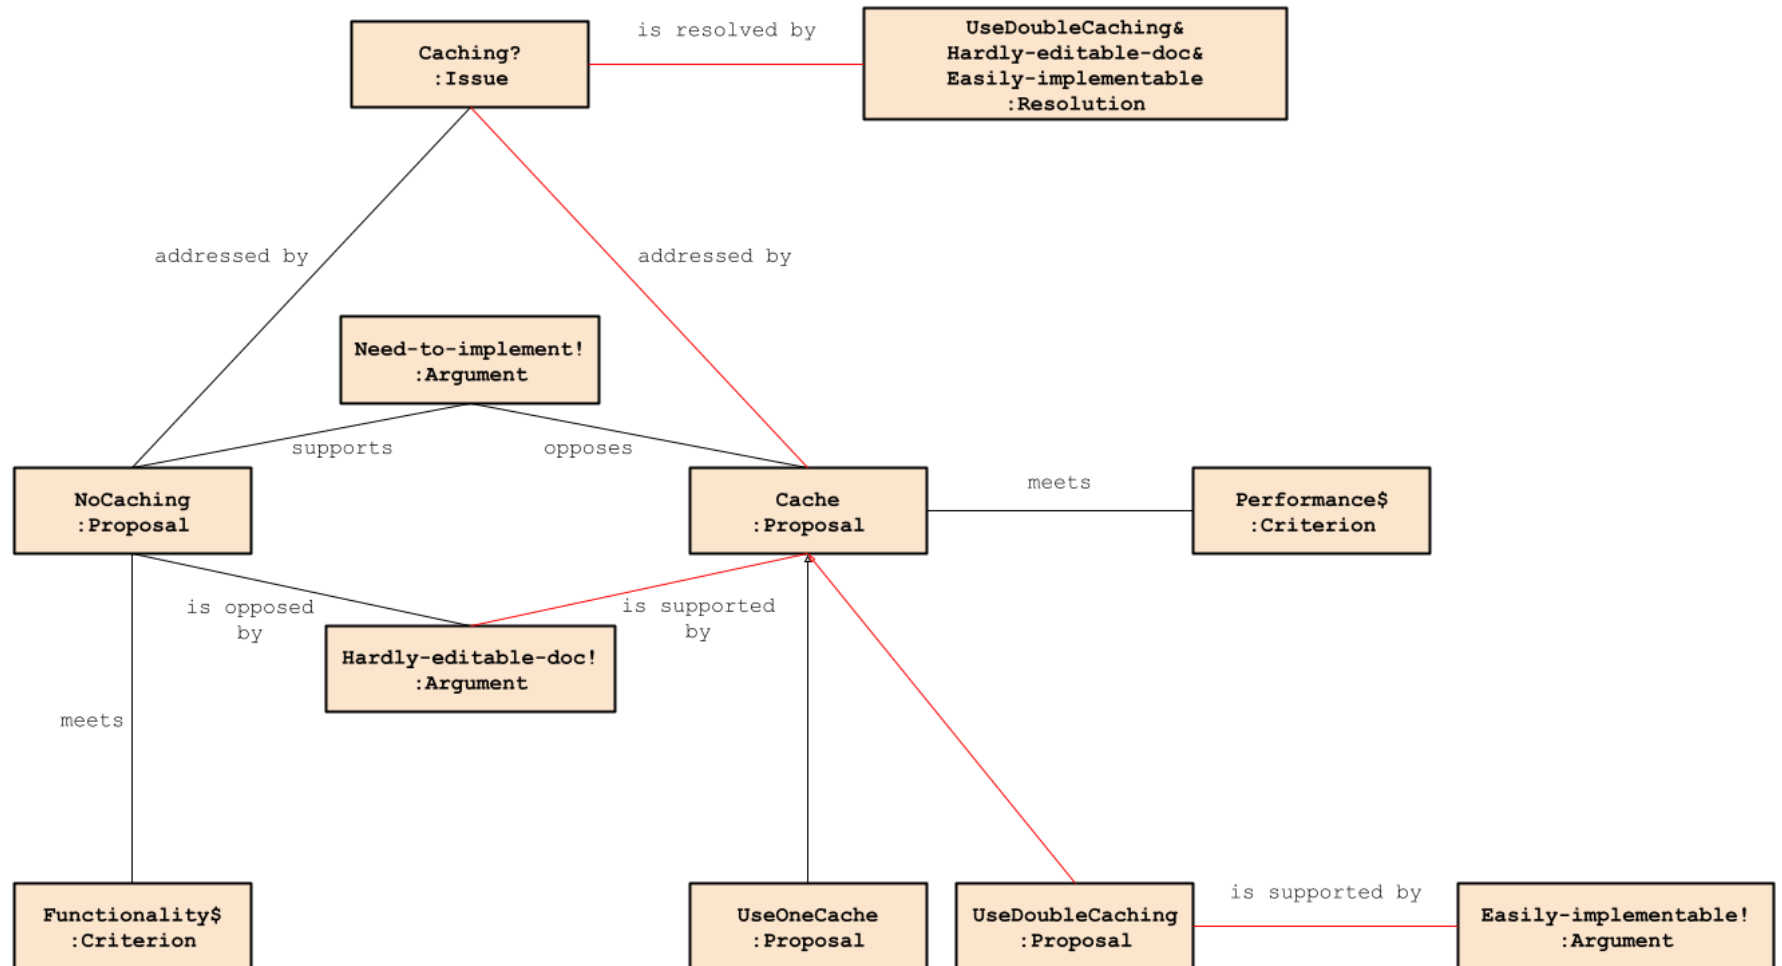 Caching?
:Issue
is resolved by
UseDoubleCaching&
Hardly-editable-doc&
Easily-implementable
:Resolution
addressed by
addressed by
Need-to-implement!
:Argument
supports
opposes
NoCaching
:Proposal
Cache
:Proposal
meets
Performance$
:Criterion
is opposed
by
is supported
by
Hardly-editable-doc!
:Argument
meets
Functionality$
:Criterion
UseOneCache
:Proposal
UseDoubleCaching
:Proposal
is supported by
Easily-implementable!
:Argument